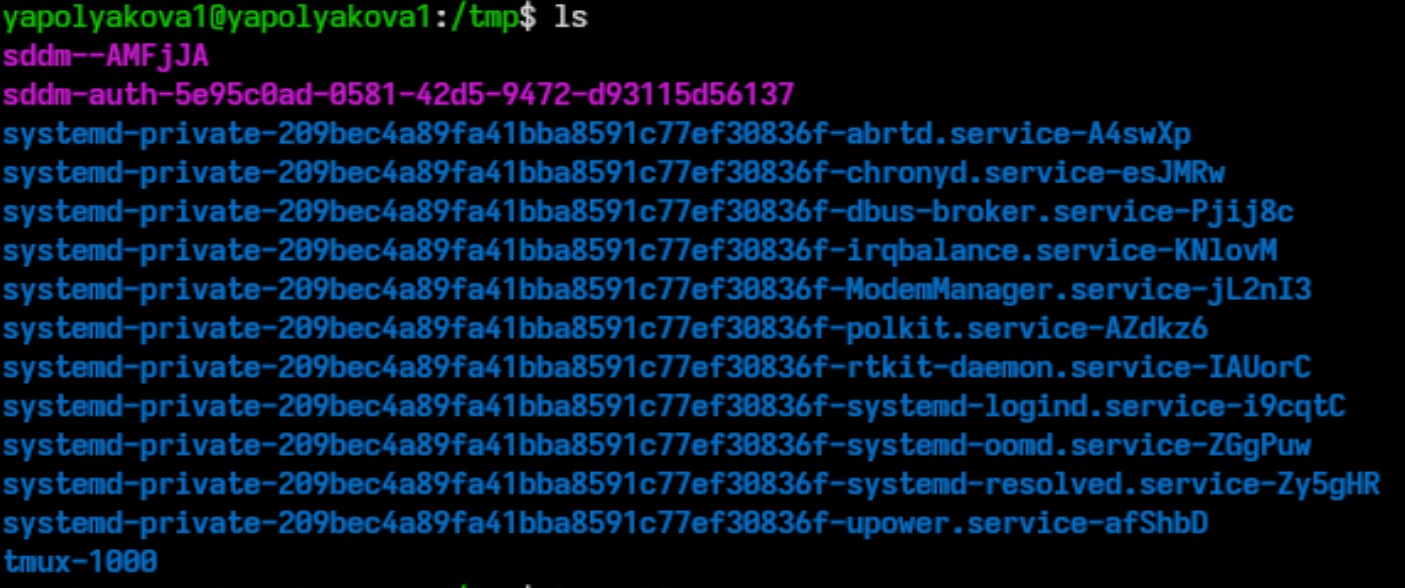 yapolyakova1@yapolyakova1:/tmp$ ls
sddm--AMFjJA
sddm-auth-5e95c0ad-0581-42d5-9472-d93115d56137
systemd-private-209bec4a89fa41bba8591c77ef30836f-abrtd.service-A4swXp
systemd-private-209bec4a89fa41bba8591c77ef30836f-chronyd.service-esJMRw
systemd-private-209bec4a89fa41bba8591c77ef30836f-dbus-broker.service-Pjij8c
systemd-private-209bec4a89fa41bba8591c77ef30836f-irqbalance.service-KNlovM
systemd-private-209bec4a89fa41bba8591c77ef30836f-ModemManager.service-jL2nI3
systemd-private-209bec4a89fa41bba8591c77ef30836f-polkit.service-AZdkz6
systemd-private-209bec4a89fa41bba8591c77ef30836f-rtkit-daemon.service-IAUorC
systemd-private-209bec4a89fa41bba8591c77ef30836f-systemd-logind.service-i9cqtC
systemd-private-209bec4a89fa41bba8591c77ef30836f-systemd-oomd.service-ZGgPuw
systemd-private-209bec4a89fa41bba8591c77ef30836f-systemd-resolved.service-Zy5gHR
systemd-private-209bec4a89fa41bba8591c77ef30836f-upower.service-afShbD
tmux-1000